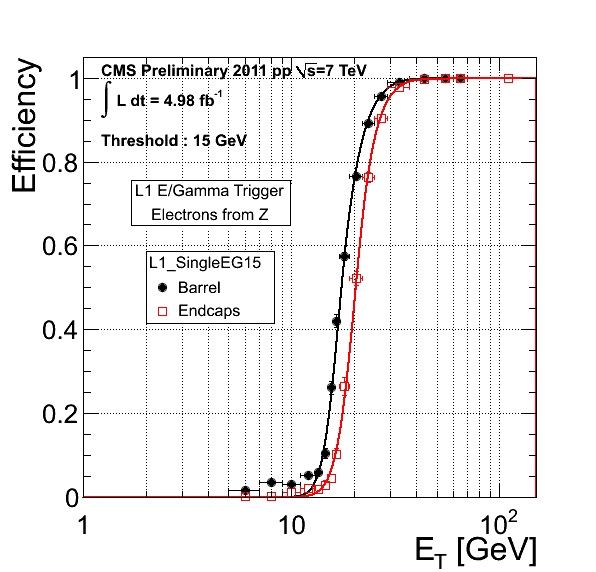 CMS Preliminary 2011 pp √s=7 TeV
∫ L dt = 4.98 fb⁻¹
Threshold : 15 GeV
L1 E/Gamma Trigger
Electrons from Z
L1_SingleEG15
Barrel
Endcaps
Efficiency
1
0.8
0.6
0.4
0.2
0
1 10 10²
E_T [GeV]